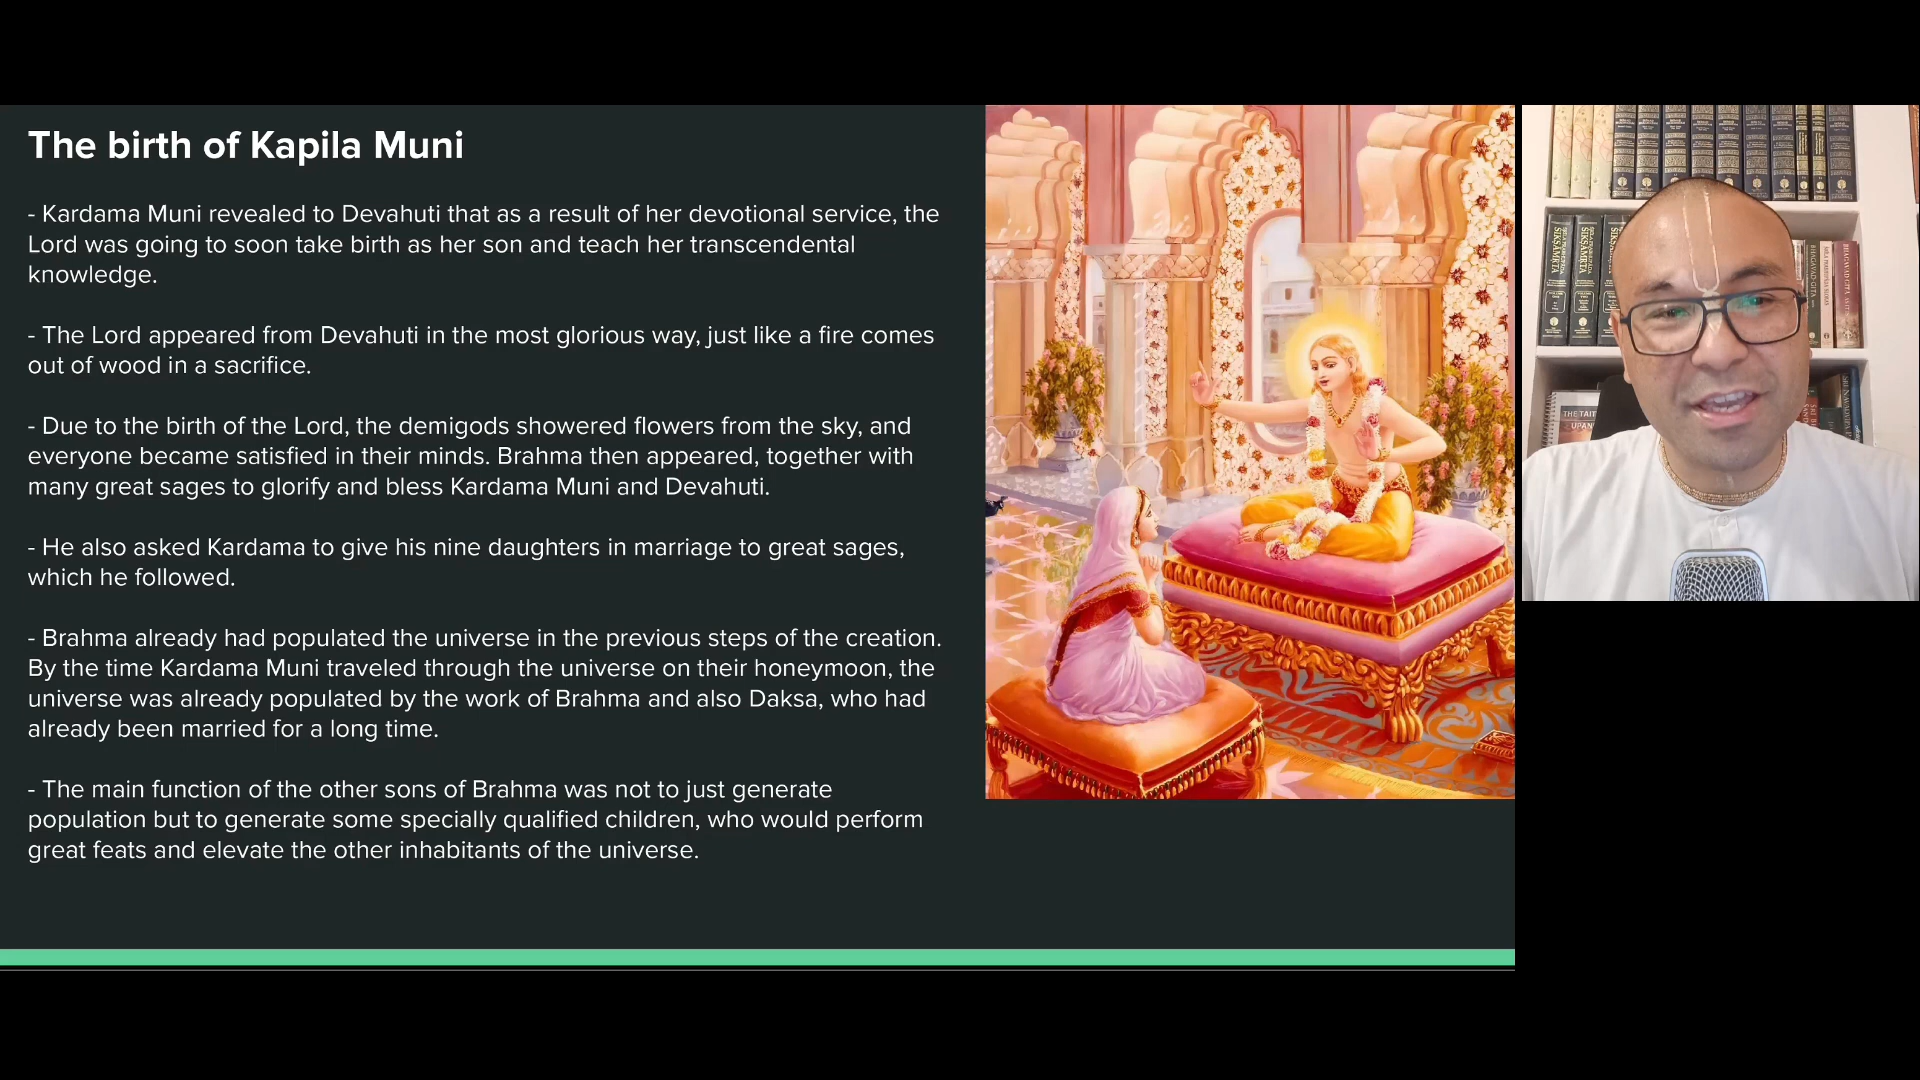 The birth of Kapila Muni
- Kardama Muni revealed to Devahuti that as a result of her devotional service, the
Lord was going to soon take birth as her son and teach her transcendental
knowledge.
- The Lord appeared from Devahuti in the most glorious way, just like a fire comes
out of wood in a sacrifice.
- Due to the birth of the Lord, the demigods showered flowers from the sky, and
everyone became satisfied in their minds. Brahma then appeared, together with
many great sages to glorify and bless Kardama Muni and Devahuti.
- He also asked Kardama to give his nine daughters in marriage to great sages,
which he followed.
- Brahma already had populated the universe in the previous steps of the creation.
By the time Kardama Muni traveled through the universe on their honeymoon, the
universe was already populated by the work of Brahma and also Daksa, who had
already been married for a long time.
- The main function of the other sons of Brahma was not to just generate
population but to generate some specially qualified children, who would perform
great feats and elevate the other inhabitants of the universe.
ŚIKṢĀMṚTA
ŚIKṢĀMṚTA
BHAGAVAD-GITA
THE TAIT
UPAN